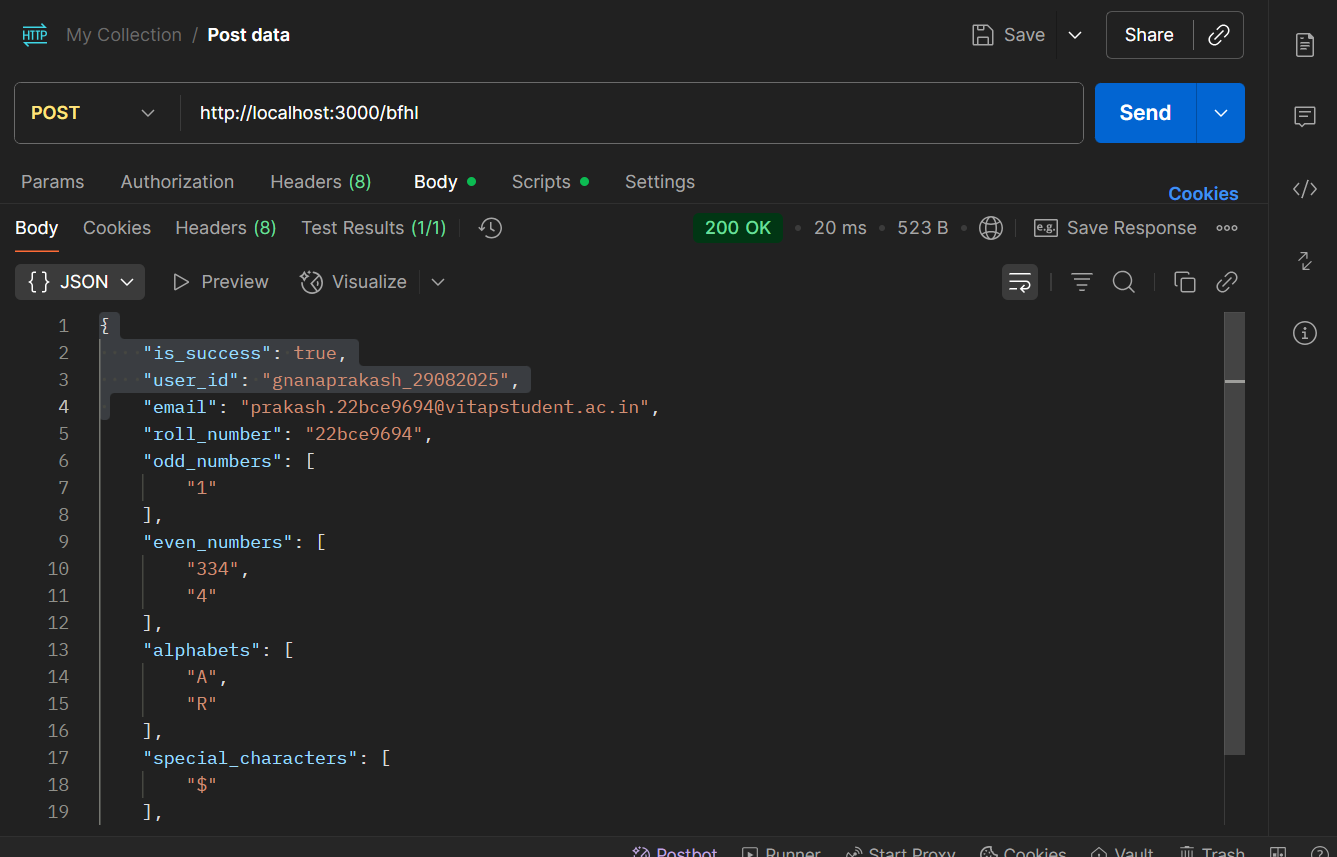 HTTP My Collection / Post data Save Share
POST http://localhost:3000/bfhl Send
Params Authorization Headers (8) Body Scripts Settings Cookies
Body Cookies Headers (8) Test Results (1/1) 200 OK • 20 ms • 523 B • e.g. Save Response
{} JSON Preview Visualize
1 {
2 "is_success": true,
3 "user_id": "gnanaprakash_29082025",
4 "email": "prakash.22bce9694@vitapstudent.ac.in",
5 "roll_number": "22bce9694",
6 "odd_numbers": [
7 "1"
8 ],
9 "even_numbers": [
10 "334",
11 "4"
12 ],
13 "alphabets": [
14 "A",
15 "R"
16 ],
17 "special_characters": [
18 "$"
19 ],
Postbot Runner Start Proxy Cookies Vault Trash